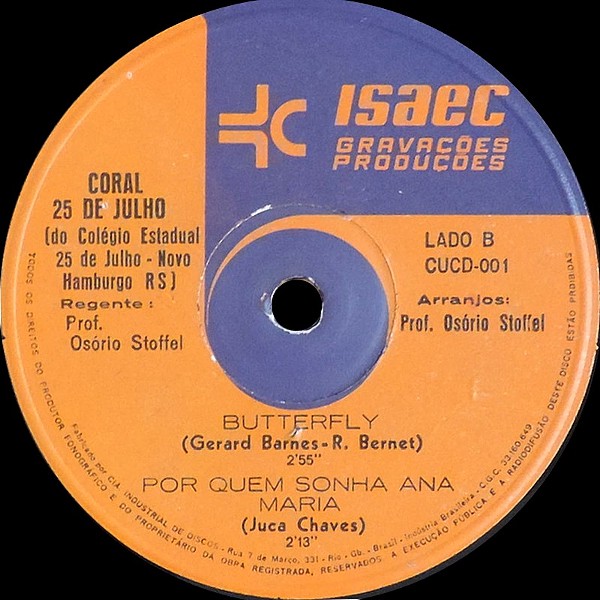 ISaec
GRAVAÇÕES
PRODUÇÕES
CORAL
25 DE JULHO
(do Colégio Estadual
25 de Julho - Novo
Hamburgo RS)
Regente:
Prof.
Osório Stoffel
LADO B
CUCD-001
Arranjos:
Prof. Osório Stoffel
BUTTERFLY
(Gerard Barnes - R. Bernet)
2'55"
POR QUEM SONHA ANA
MARIA
(Juca Chaves)
2'13"
TODOS OS DIREITOS DO PRODUTOR FONOGRÁFICO E DO PROPRIETÁRIO DA OBRA REGISTRADA, RESERVADOS. A EXECUÇÃO PÚBLICA E A RADIODIFUSÃO DESTE DISCO ESTÃO PROIBIDAS
Fabricado por CIA. INDUSTRIAL DE DISCOS - Rua 7 de Março, 331 - Rio - Gb. - Brasil - Indústria Brasileira - C.G.C. 33.160.649